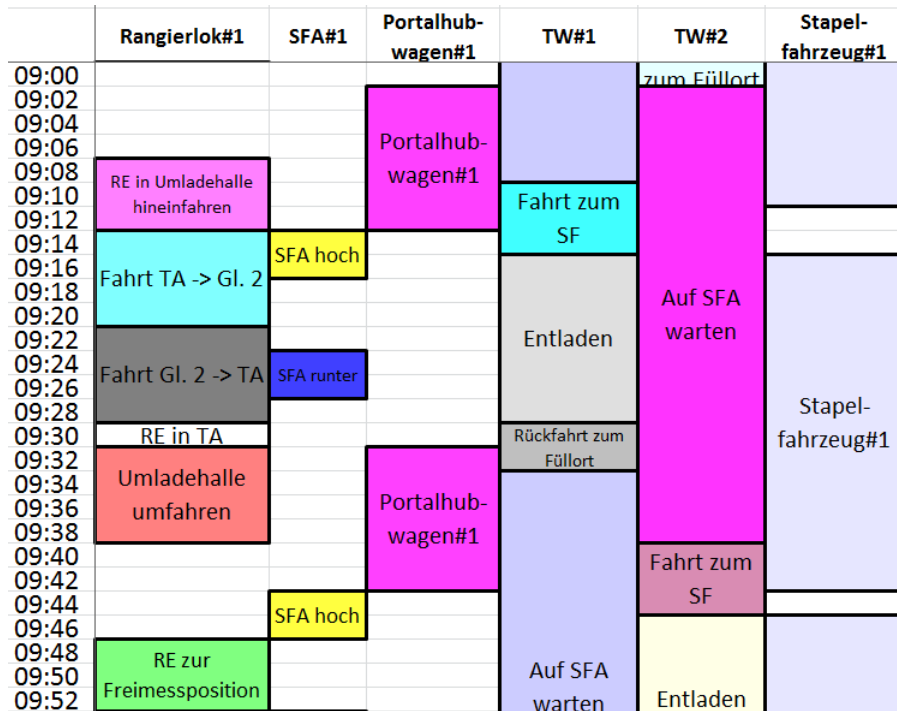 Rangierlok#1
SFA#1
Portalhub-
wagen#1
TW#1
TW#2
Stapel-
fahrzeug#1
09:00
09:02
09:04
09:06
09:08
09:10
09:12
09:14
09:16
09:18
09:20
09:22
09:24
09:26
09:28
09:30
09:32
09:34
09:36
09:38
09:40
09:42
09:44
09:46
09:48
09:50
09:52
RE in Umladehalle
hineinfahren
Fahrt TA -> Gl. 2
Fahrt Gl. 2 -> TA
RE in TA
Umladehalle
umfahren
RE zur
Freimessposition
SFA hoch
SFA runter
SFA hoch
Portalhub-
wagen#1
Portalhub-
wagen#1
Fahrt zum
SF
Entladen
Rückfahrt zum
Füllort
Auf SFA
warten
zum Füllort
Auf SFA
warten
Fahrt zum
SF
Entladen
Stapel-
fahrzeug#1